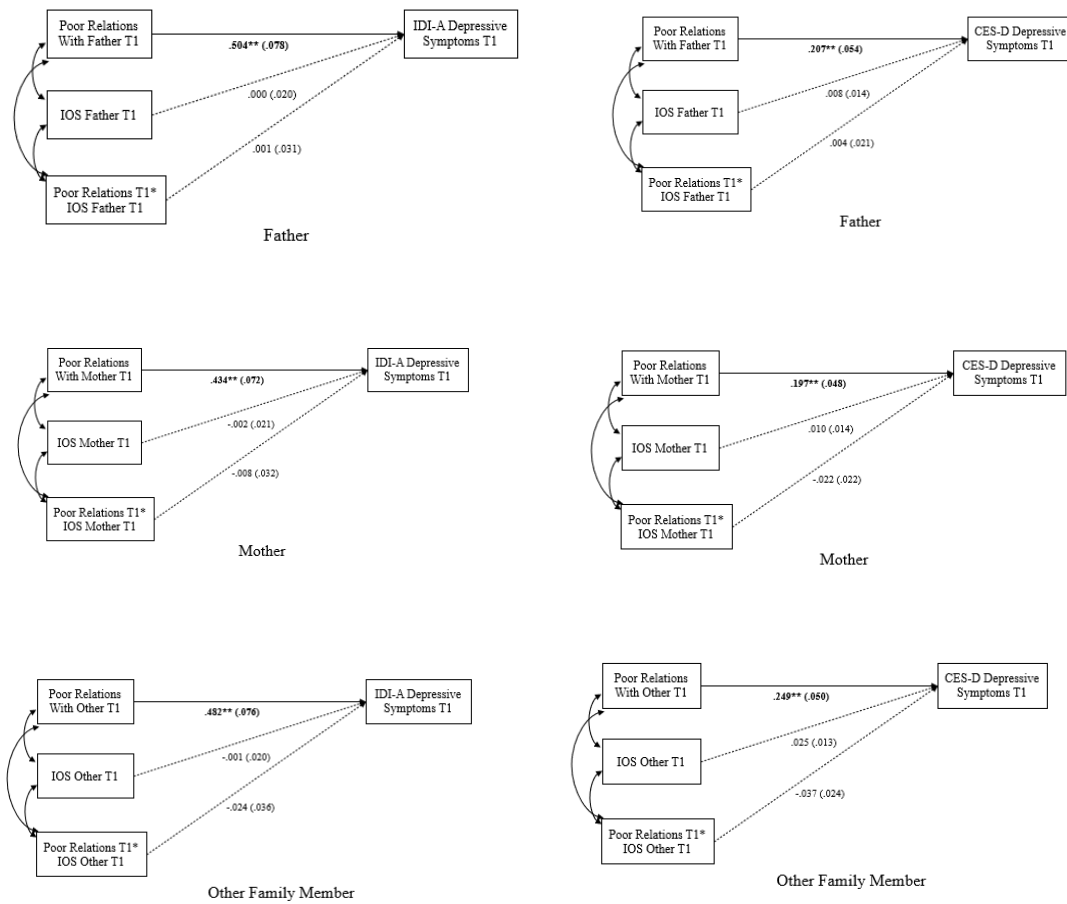 Poor Relations
With Father T1
IDI-A Depressive
Symptoms T1
.504** (.078)
.000 (.020)
IOS Father T1
.001 (.031)
Poor Relations T1*
IOS Father T1
Father
Poor Relations
With Father T1
CES-D Depressive
Symptoms T1
.207** (.054)
.008 (.014)
IOS Father T1
.004 (.021)
Poor Relations T1*
IOS Father T1
Father
Poor Relations
With Mother T1
IDI-A Depressive
Symptoms T1
.434** (.072)
-.002 (.021)
IOS Mother T1
-.008 (.032)
Poor Relations T1*
IOS Mother T1
Mother
Poor Relations
With Mother T1
CES-D Depressive
Symptoms T1
.197** (.048)
.010 (.014)
IOS Mother T1
-.022 (.022)
Poor Relations T1*
IOS Mother T1
Mother
Poor Relations
With Other T1
IDI-A Depressive
Symptoms T1
.482** (.076)
-.001 (.020)
IOS Other T1
-.024 (.036)
Poor Relations T1*
IOS Other T1
Other Family Member
Poor Relations
With Other T1
CES-D Depressive
Symptoms T1
.249** (.050)
.025 (.013)
IOS Other T1
-.037 (.024)
Poor Relations T1*
IOS Other T1
Other Family Member